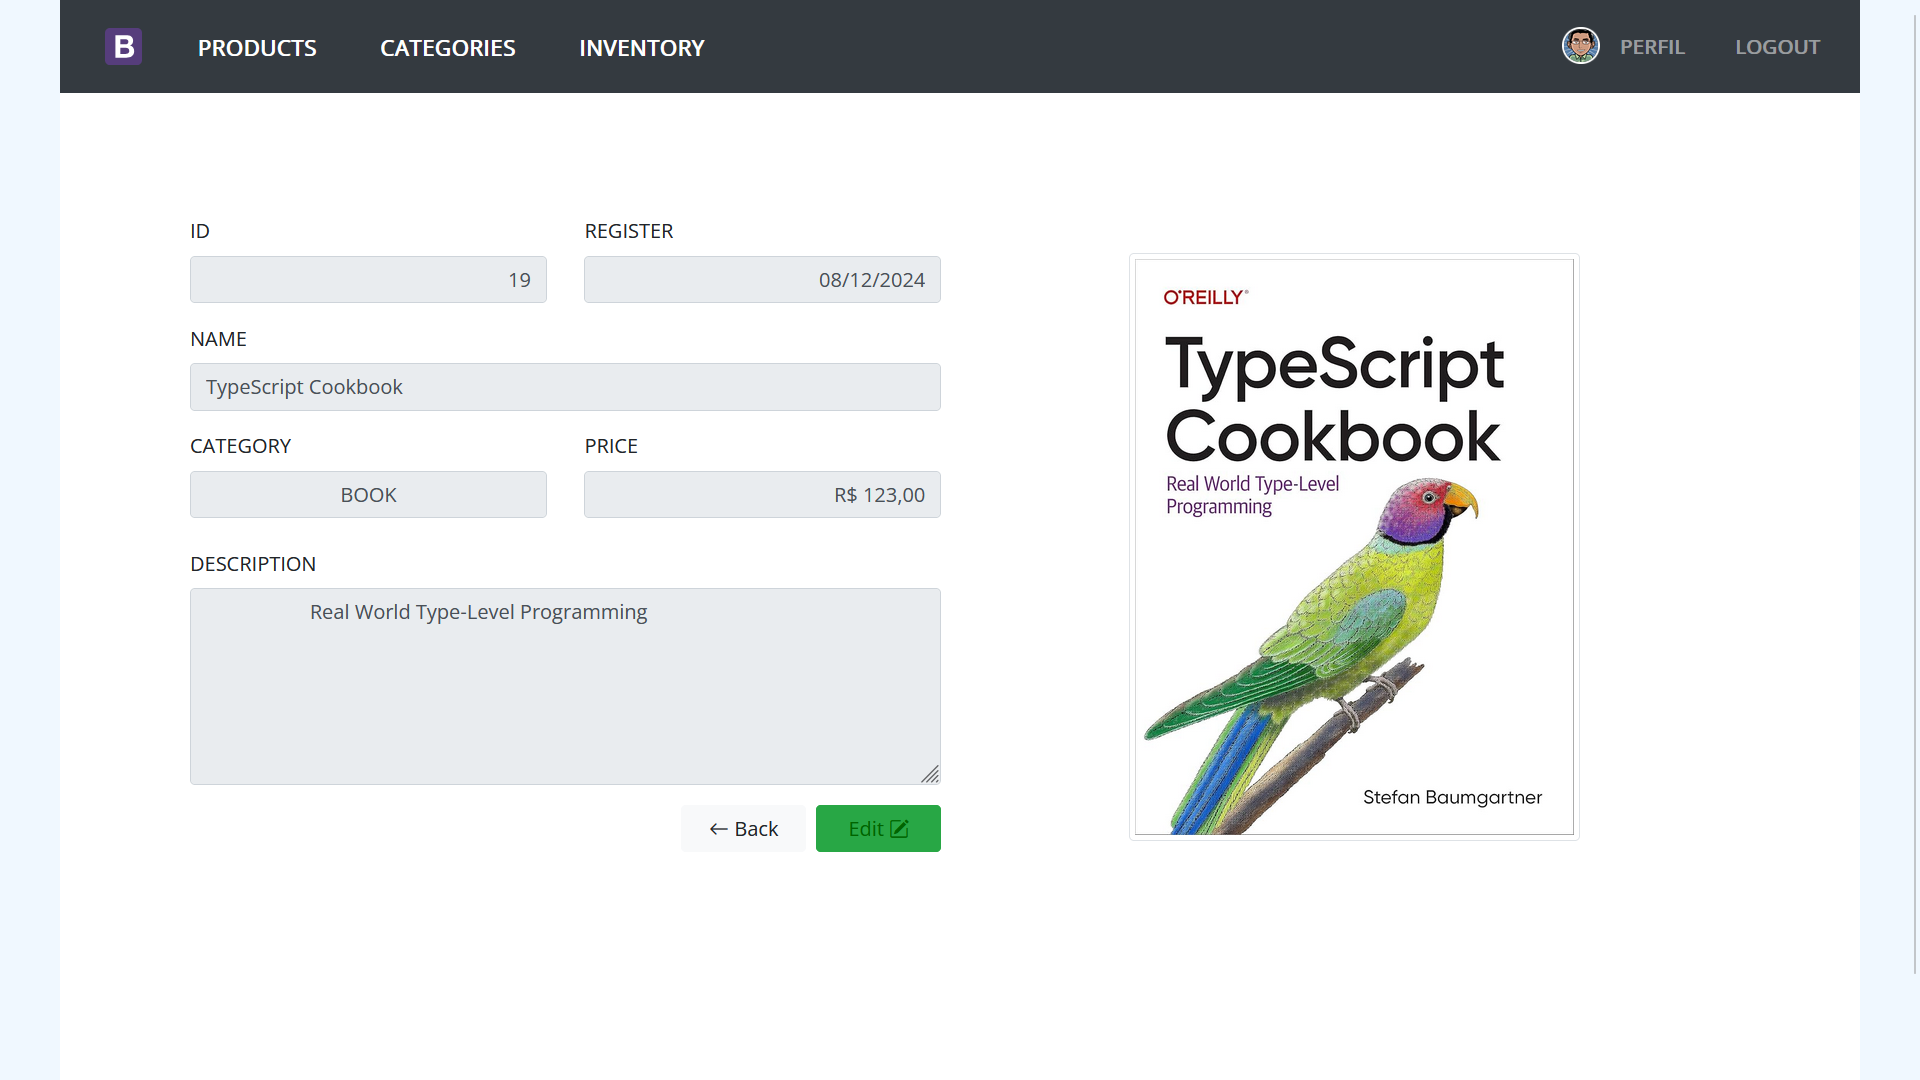 B PRODUCTS CATEGORIES INVENTORY PERFIL LOGOUT
ID REGISTER
19 08/12/2024
NAME
TypeScript Cookbook
CATEGORY PRICE
BOOK R$ 123,00
DESCRIPTION
Real World Type-Level Programming
← Back Edit
O'REILLY®
TypeScript
Cookbook
Real World Type-Level
Programming
Stefan Baumgartner